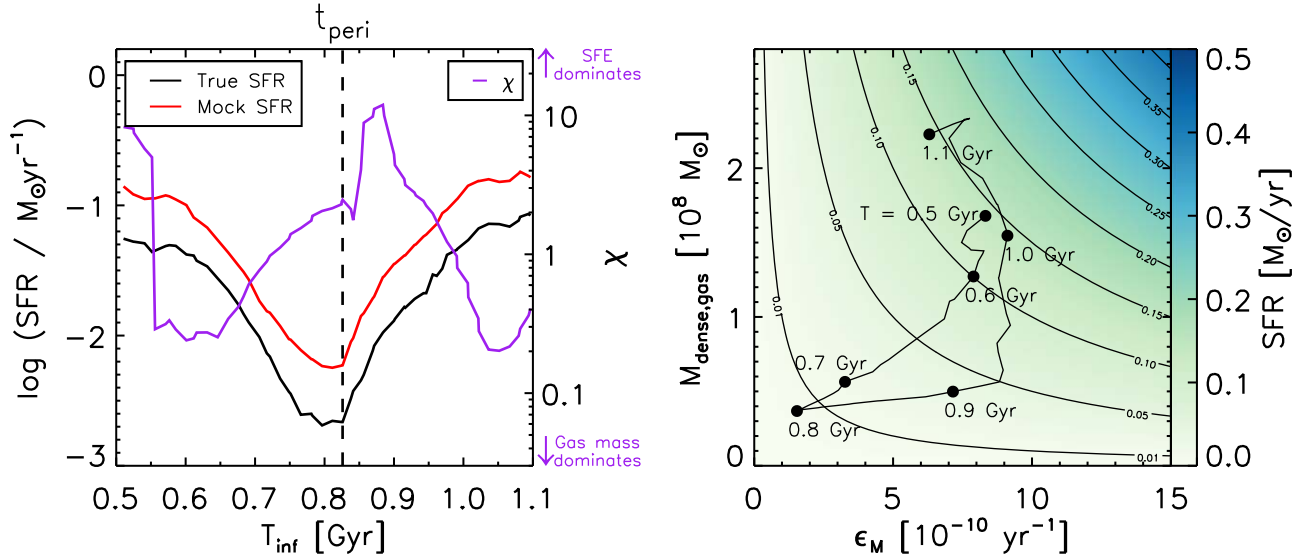 t_peri
True SFR
Mock SFR
χ
SFE
dominates
Gas mass
dominates
log (SFR / M⊙yr⁻¹)
0
−1
−2
−3
10
1
0.1
χ
0.5 0.6 0.7 0.8 0.9 1.0 1.1
T_inf [Gyr]
M_dense,gas [10⁸ M⊙]
2
1
0
0.15
0.10
0.05
0.01
0.35
0.30
0.25
0.20
0.15
0.10
0.05
0.01
1.1 Gyr
T = 0.5 Gyr
1.0 Gyr
0.6 Gyr
0.7 Gyr
0.8 Gyr
0.9 Gyr
0 5 10 15
ϵ_M [10⁻¹⁰ yr⁻¹]
0.5
0.4
0.3
0.2
0.1
0.0
SFR [M⊙/yr]